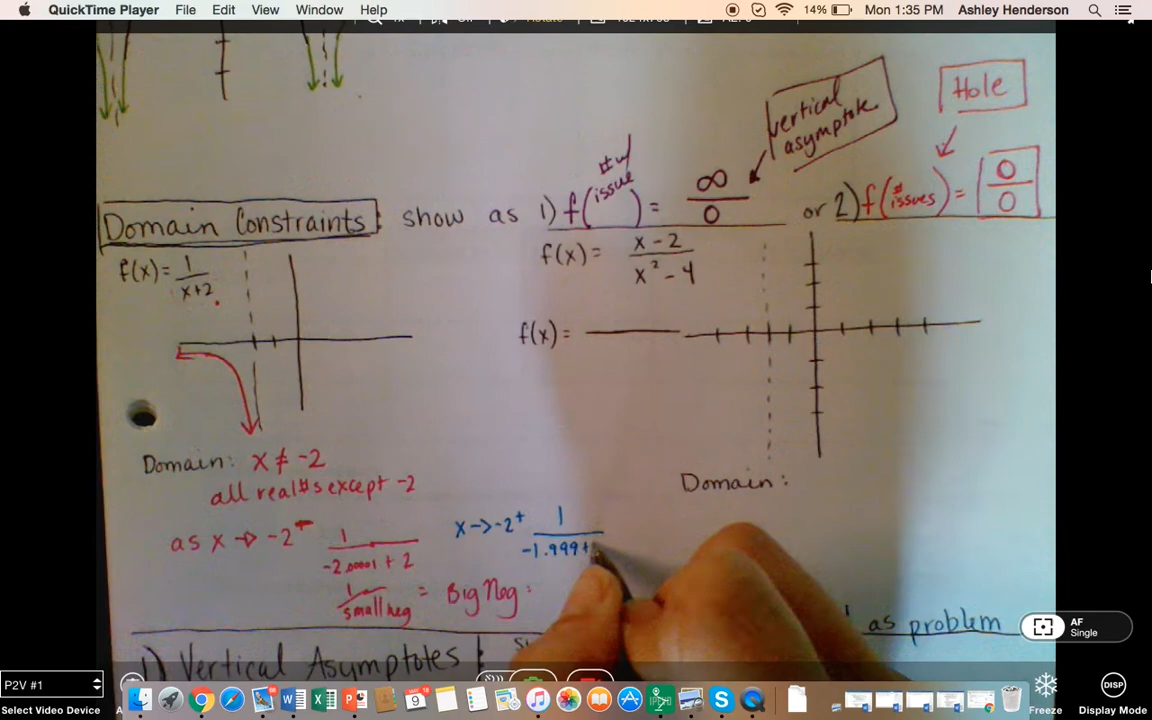 QuickTime Player File Edit View Window Help 14% Mon 1:35 PM Ashley Henderson
Hole
vertical
asymptote
# w/
issue
Domain Constraints : show as 1) f( ) = ∞/0 or 2) f(# issues) = 0/0
f(x) = 1/(x+2)
f(x) = (x-2)/(x²-4)
f(x) =
Domain: x ≠ -2
all real #s except -2
Domain:
as x → -2⁻ 1/(-2.0001 + 2)
x -> -2⁺ 1/(-1.999+
1/small neg = Big Neg
as problem
1) Vertical Asymptotes :
AF
Single
P2V #1
Select Video Device
Freeze
DISP
Display Mode